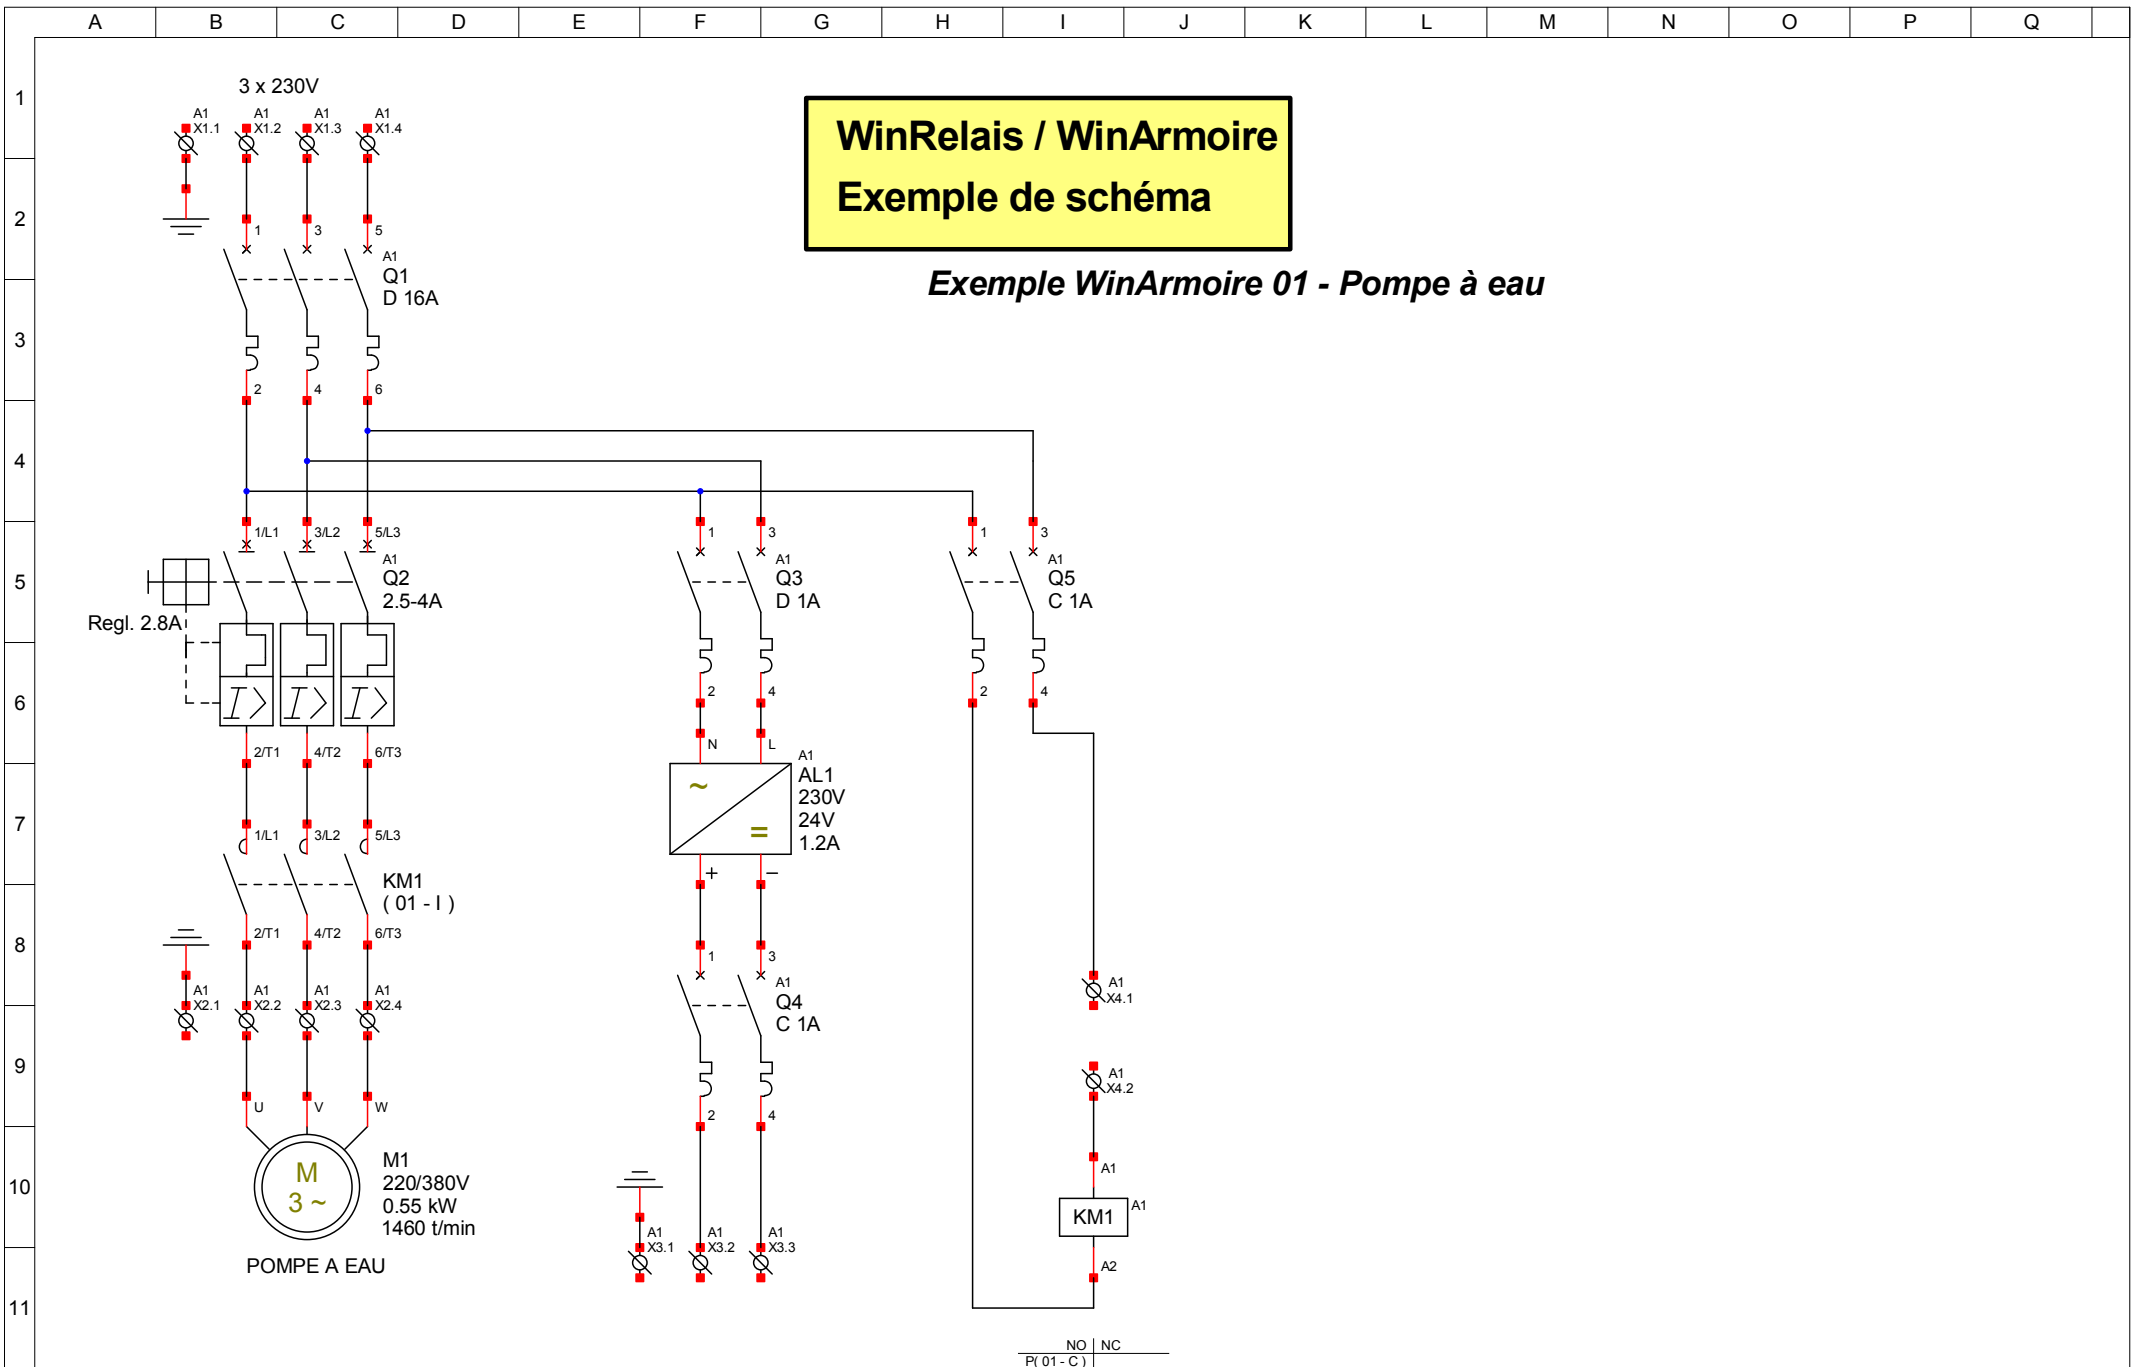 A B C D E F G H I J K L M N O P Q
1
2
3
4
5
6
7
8
9
10
11
3 x 230V
A1 A1 A1 A1
X1.1 X1.2 X1.3 X1.4
WinRelais / WinArmoire
Exemple de schéma
Exemple WinArmoire 01 - Pompe à eau
1 3 5
A1
Q1
D 16A
2 4 6
1/L1 3/L2 5/L3
A1
Q2
2.5-4A
Regl. 2.8A
I> I> I>
2/T1 4/T2 6/T3
1/L1 3/L2 5/L3
KM1
( 01 - I )
2/T1 4/T2 6/T3
A1 A1 A1 A1
X2.1 X2.2 X2.3 X2.4
U V W
M
3 ~
M1
220/380V
0.55 kW
1460 t/min
POMPE A EAU
1 3
A1
Q3
D 1A
2 4
N L
~
=
A1
AL1
230V
24V
1.2A
+ −
1 3
A1
Q4
C 1A
2 4
A1 A1 A1
X3.1 X3.2 X3.3
1 3
A1
Q5
C 1A
2 4
A1
X4.1
A1
X4.2
A1
KM1 A1
A2
NO NC
P( 01 - C )